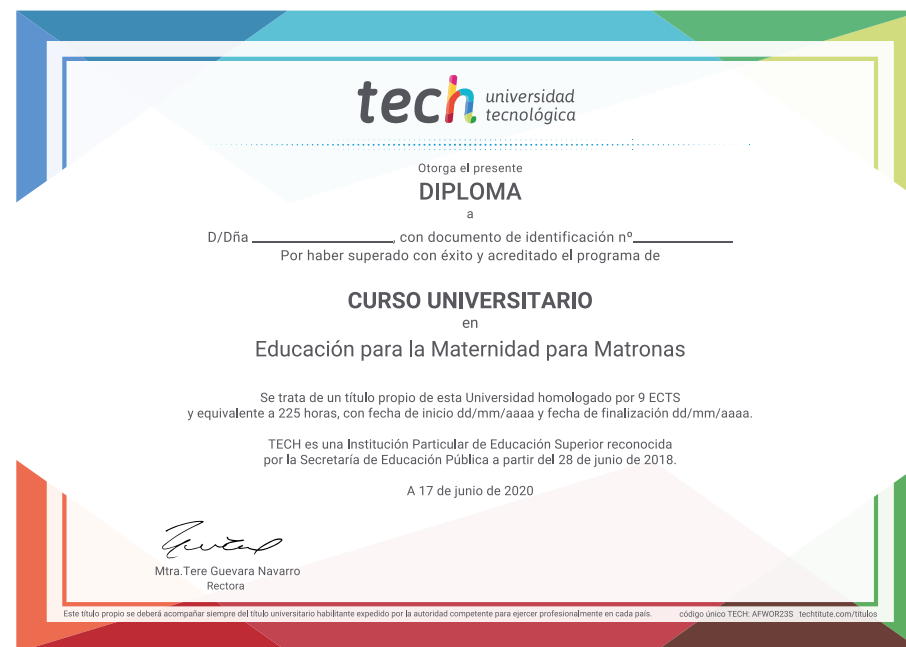 tech universidad
tecnológica
Otorga el presente
DIPLOMA
a
D/Dña ____________________, con documento de identificación nº______________
Por haber superado con éxito y acreditado el programa de
CURSO UNIVERSITARIO
en
Educación para la Maternidad para Matronas
Se trata de un título propio de esta Universidad homologado por 9 ECTS
y equivalente a 225 horas, con fecha de inicio dd/mm/aaaa y fecha de finalización dd/mm/aaaa.
TECH es una Institución Particular de Educación Superior reconocida
por la Secretaría de Educación Pública a partir del 28 de junio de 2018.
A 17 de junio de 2020
Mtra.Tere Guevara Navarro
Rectora
Este título propio se deberá acompañar siempre del título universitario habilitante expedido por la autoridad competente para ejercer profesionalmente en cada país. código único TECH: AFWOR23S techtitute.com/titulos